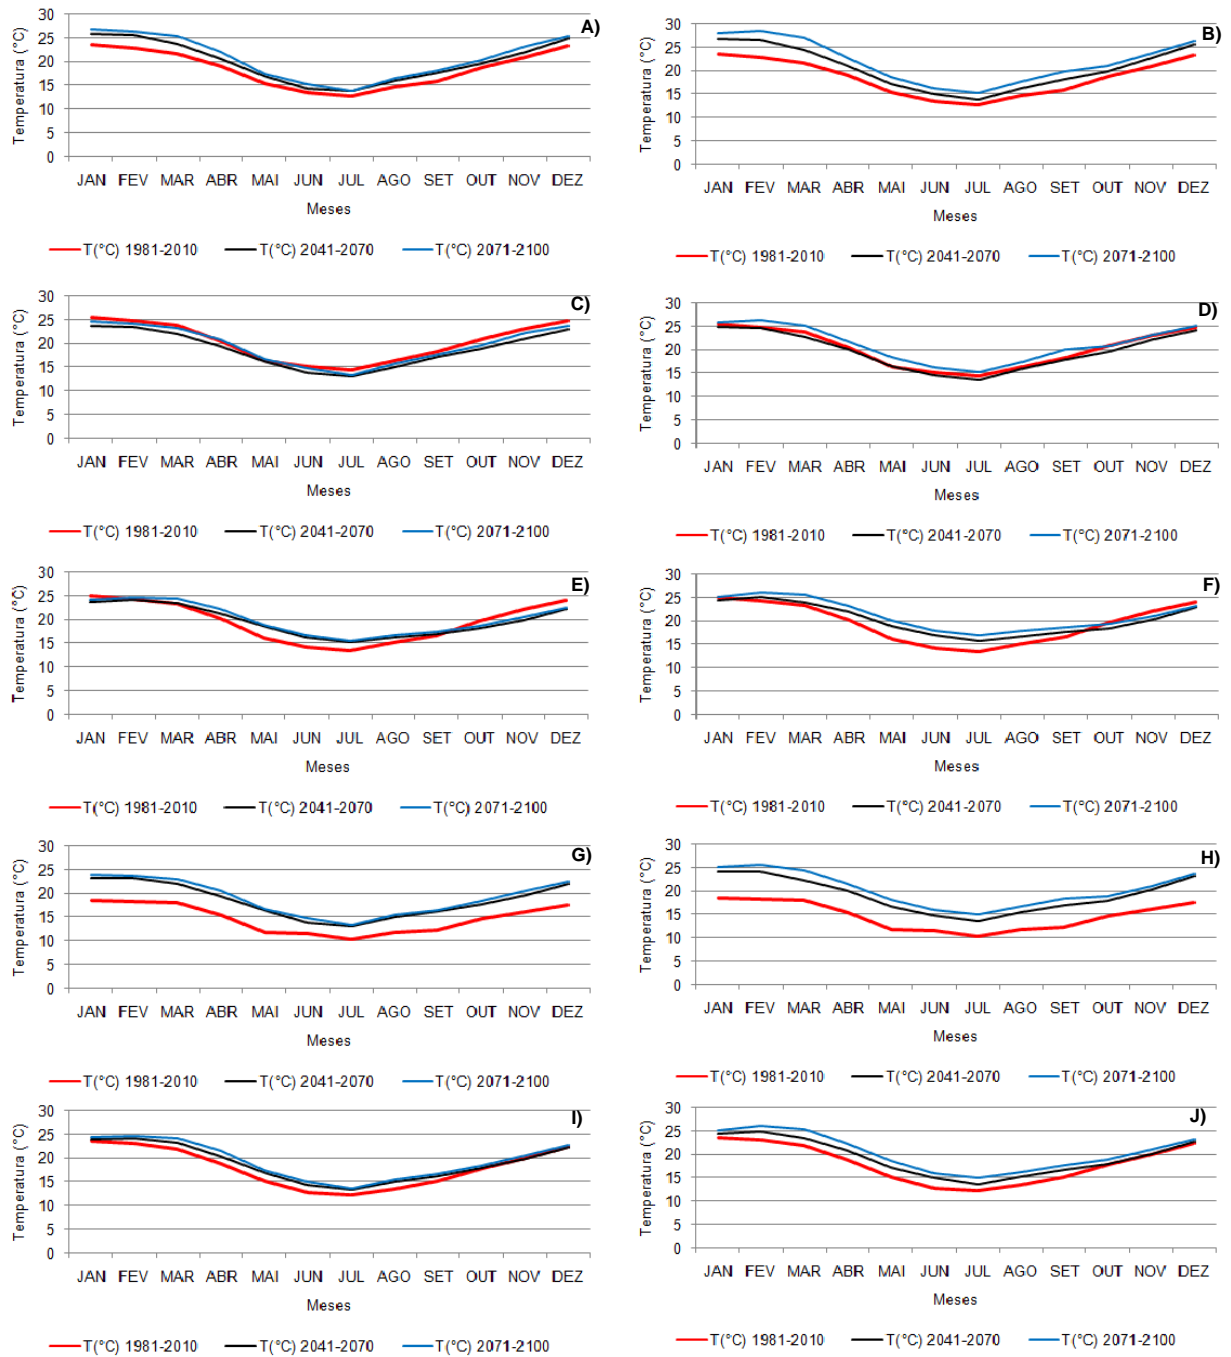 A)
Temperatura (°C)
30
25
20
15
10
5
0
JAN FEV MAR ABR MAI JUN JUL AGO SET OUT NOV DEZ
Meses
T(°C) 1981-2010 T(°C) 2041-2070 T(°C) 2071-2100
B)
Temperatura (°C)
30
25
20
15
10
5
0
JAN FEV MAR ABR MAI JUN JUL AGO SET OUT NOV DEZ
Meses
T(°C) 1981-2010 T(°C) 2041-2070 T(°C) 2071-2100
C)
Temperatura (°C)
30
25
20
15
10
5
0
JAN FEV MAR ABR MAI JUN JUL AGO SET OUT NOV DEZ
Meses
T(°C) 1981-2010 T(°C) 2041-2070 T(°C) 2071-2100
D)
Temperatura (°C)
30
25
20
15
10
5
0
JAN FEV MAR ABR MAI JUN JUL AGO SET OUT NOV DEZ
Meses
T(°C) 1981-2010 T(°C) 2041-2070 T(°C) 2071-2100
E)
Temperatura (°C)
30
25
20
15
10
5
0
JAN FEV MAR ABR MAI JUN JUL AGO SET OUT NOV DEZ
Meses
T(°C) 1981-2010 T(°C) 2041-2070 T(°C) 2071-2100
F)
Temperatura (°C)
30
25
20
15
10
5
0
JAN FEV MAR ABR MAI JUN JUL AGO SET OUT NOV DEZ
Meses
T(°C) 1981-2010 T(°C) 2041-2070 T(°C) 2071-2100
G)
Temperatura (°C)
30
25
20
15
10
5
0
JAN FEV MAR ABR MAI JUN JUL AGO SET OUT NOV DEZ
Meses
T(°C) 1981-2010 T(°C) 2041-2070 T(°C) 2071-2100
H)
Temperatura (°C)
30
25
20
15
10
5
0
JAN FEV MAR ABR MAI JUN JUL AGO SET OUT NOV DEZ
Meses
T(°C) 1981-2010 T(°C) 2041-2070 T(°C) 2071-2100
I)
Temperatura (°C)
30
25
20
15
10
5
0
JAN FEV MAR ABR MAI JUN JUL AGO SET OUT NOV DEZ
Meses
T(°C) 1981-2010 T(°C) 2041-2070 T(°C) 2071-2100
J)
Temperatura (°C)
30
25
20
15
10
5
0
JAN FEV MAR ABR MAI JUN JUL AGO SET OUT NOV DEZ
Meses
T(°C) 1981-2010 T(°C) 2041-2070 T(°C) 2071-2100